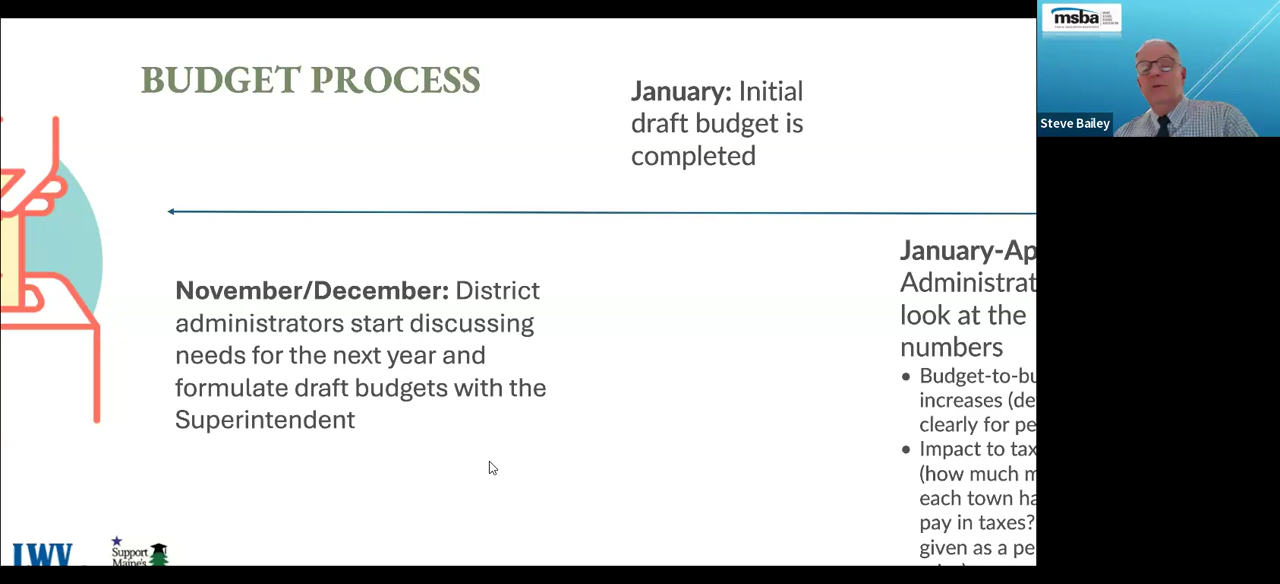 BUDGET PROCESS
January: Initial
draft budget is
completed
msba
Steve Bailey
November/December: District
administrators start discussing
needs for the next year and
formulate draft budgets with the
Superintendent
January-Ap
Administrat
look at the
numbers
• Budget-to-bu
increases (de
clearly for pe
• Impact to tax
(how much m
each town ha
pay in taxes?
given as a pe
LWV
Support
Maine's